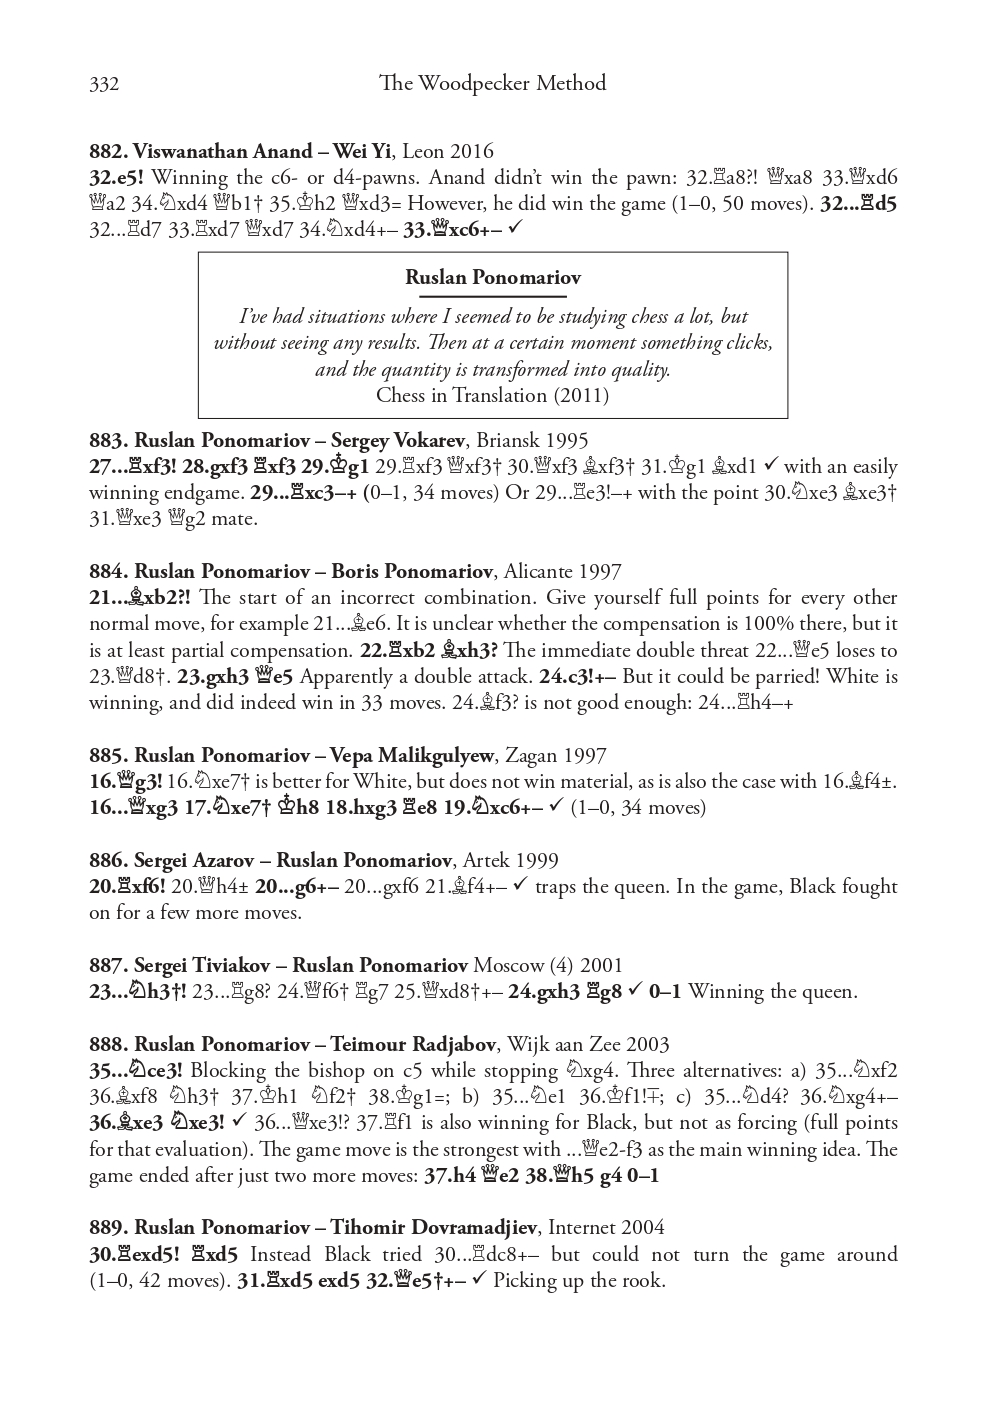 332
The Woodpecker Method
882. Viswanathan Anand – Wei Yi, Leon 2016
32.e5! Winning the c6- or d4-pawns. Anand didn’t win the pawn: 32.♖a8?! ♕xa8 33.♕xd6
♕a2 34.♘xd4 ♕b1† 35.♔h2 ♕xd3= However, he did win the game (1–0, 50 moves). 32...♖d5
32...♖d7 33.♖xd7 ♕xd7 34.♘xd4+– 33.♕xc6+– ✓
Ruslan Ponomariov
I’ve had situations where I seemed to be studying chess a lot, but
without seeing any results. Then at a certain moment something clicks,
and the quantity is transformed into quality.
Chess in Translation (2011)
883. Ruslan Ponomariov – Sergey Vokarev, Briansk 1995
27...♖xf3! 28.gxf3 ♖xf3 29.♔g1 29.♖xf3 ♕xf3† 30.♕xf3 ♗xf3† 31.♔g1 ♗xd1 ✓ with an easily
winning endgame. 29...♖xc3–+ (0–1, 34 moves) Or 29...♖e3!–+ with the point 30.♘xe3 ♗xe3†
31.♕xe3 ♕g2 mate.
884. Ruslan Ponomariov – Boris Ponomariov, Alicante 1997
21...♗xb2?! The start of an incorrect combination. Give yourself full points for every other
normal move, for example 21...♗e6. It is unclear whether the compensation is 100% there, but it
is at least partial compensation. 22.♖xb2 ♗xh3? The immediate double threat 22...♕e5 loses to
23.♕d8†. 23.gxh3 ♕e5 Apparently a double attack. 24.c3!+– But it could be parried! White is
winning, and did indeed win in 33 moves. 24.♗f3? is not good enough: 24...♖h4–+
885. Ruslan Ponomariov – Vepa Malikgulyew, Zagan 1997
16.♕g3! 16.♘xe7† is better for White, but does not win material, as is also the case with 16.♗f4±.
16...♕xg3 17.♘xe7† ♔h8 18.hxg3 ♖e8 19.♘xc6+– ✓ (1–0, 34 moves)
886. Sergei Azarov – Ruslan Ponomariov, Artek 1999
20.♖xf6! 20.♕h4± 20...g6+– 20...gxf6 21.♗f4+– ✓ traps the queen. In the game, Black fought
on for a few more moves.
887. Sergei Tiviakov – Ruslan Ponomariov Moscow (4) 2001
23...♘h3†! 23...♖g8? 24.♕f6† ♖g7 25.♕xd8†+– 24.gxh3 ♖g8 ✓ 0–1 Winning the queen.
888. Ruslan Ponomariov – Teimour Radjabov, Wijk aan Zee 2003
35...♘ce3! Blocking the bishop on c5 while stopping ♘xg4. Three alternatives: a) 35...♘xf2
36.♗xf8 ♘h3† 37.♔h1 ♘f2† 38.♔g1=; b) 35...♘e1 36.♔f1!∓; c) 35...♘d4? 36.♘xg4+–
36.♗xe3 ♘xe3! ✓ 36...♕xe3!? 37.♖f1 is also winning for Black, but not as forcing (full points
for that evaluation). The game move is the strongest with ...♕e2-f3 as the main winning idea. The
game ended after just two more moves: 37.h4 ♕e2 38.♕h5 g4 0–1
889. Ruslan Ponomariov – Tihomir Dovramadjiev, Internet 2004
30.♖exd5! ♖xd5 Instead Black tried 30...♖dc8+– but could not turn the game around
(1–0, 42 moves). 31.♖xd5 exd5 32.♕e5†+– ✓ Picking up the rook.